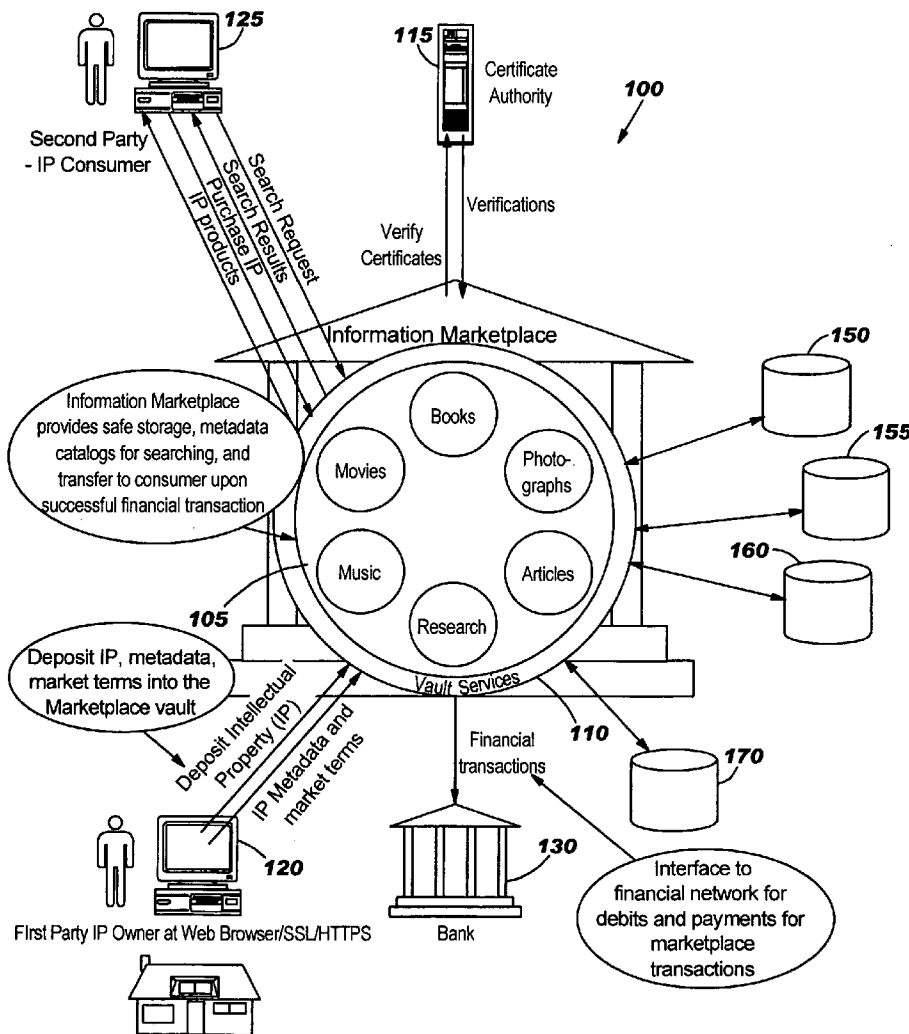 125
Second Party
- IP Consumer
115
Certificate
Authority
100
Search Request
Search Results
Purchase IP
IP products
Verify
Certificates
Verifications
Information Marketplace
Information Marketplace
provides safe storage, metadata
catalogs for searching, and
transfer to consumer upon
successful financial transaction
Books
Movies
Photo-
graphs
Music
Articles
Research
105
Vault Services
110
150
155
160
170
Deposit IP, metadata,
market terms into the
Marketplace vault
Deposit Intellectual
Property (IP)
IP Metadata and
market terms
Financial
transactions
120
FIrst Party IP Owner at Web Browser/SSL/HTTPS
130
Bank
Interface to
financial network for
debits and payments for
marketplace
transactions